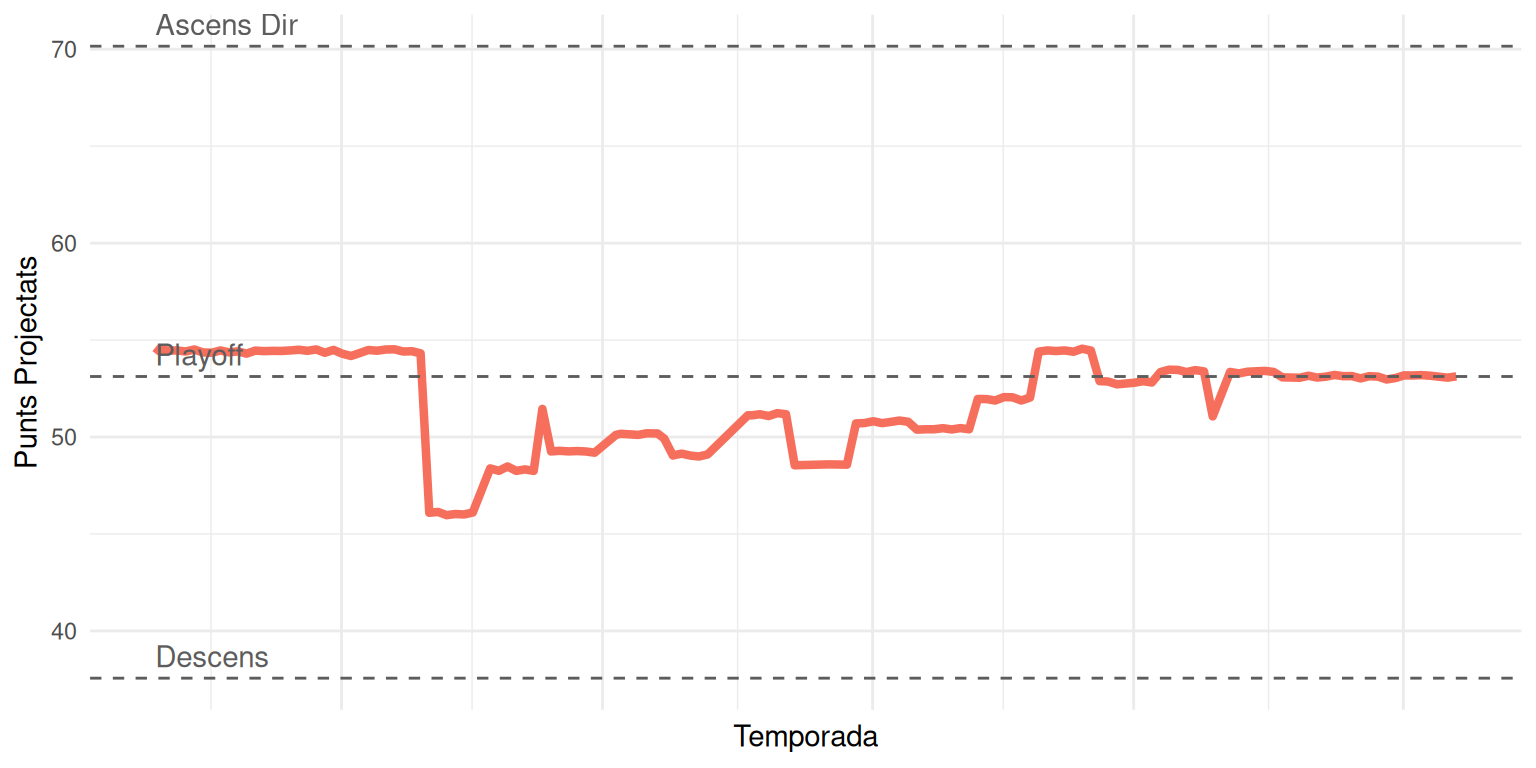 Ascens Dir
70
60
Playoff
50
40
Descens
Punts Projectats
Temporada